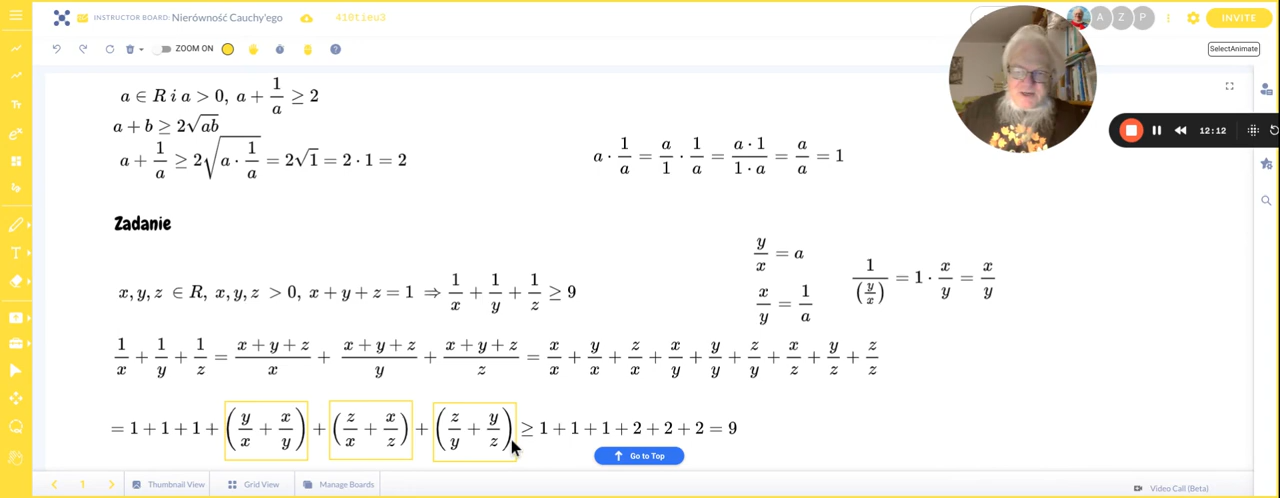 INSTRUCTOR BOARD: Nierówność Cauchy'ego 410tieu3
A Z P
INVITE
ZOOM ON
SelectAnimate
12:12
a ∈ R i a > 0, a + 1/a ≥ 2
a + b ≥ 2√ab
a + 1/a ≥ 2√(a · 1/a) = 2√1 = 2 · 1 = 2
a · 1/a = a/1 · 1/a = (a · 1)/(1 · a) = a/a = 1
Zadanie
y/x = a
x/y = 1/a
1/(y/x) = 1 · x/y = x/y
x, y, z ∈ R, x, y, z > 0, x + y + z = 1 ⇒ 1/x + 1/y + 1/z ≥ 9
1/x + 1/y + 1/z = (x + y + z)/x + (x + y + z)/y + (x + y + z)/z = x/x + y/x + z/x + x/y + y/y + z/y + x/z + y/z + z/z
= 1 + 1 + 1 + (y/x + x/y) + (z/x + x/z) + (z/y + y/z) ≥ 1 + 1 + 1 + 2 + 2 + 2 = 9
Go to Top
1
Thumbnail View
Grid View
Manage Boards
Video Call (Beta)